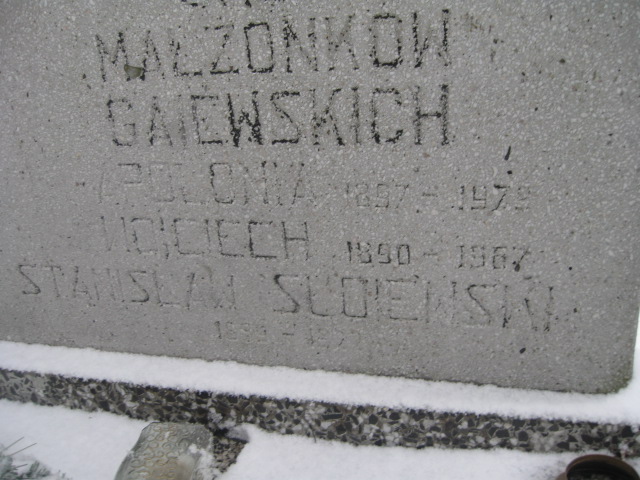 MAŁŻONKÓW
GAJEWSKICH
APOLONIA 1897 - 1979
WOJCIECH 1890 - 1967
STANISŁAW